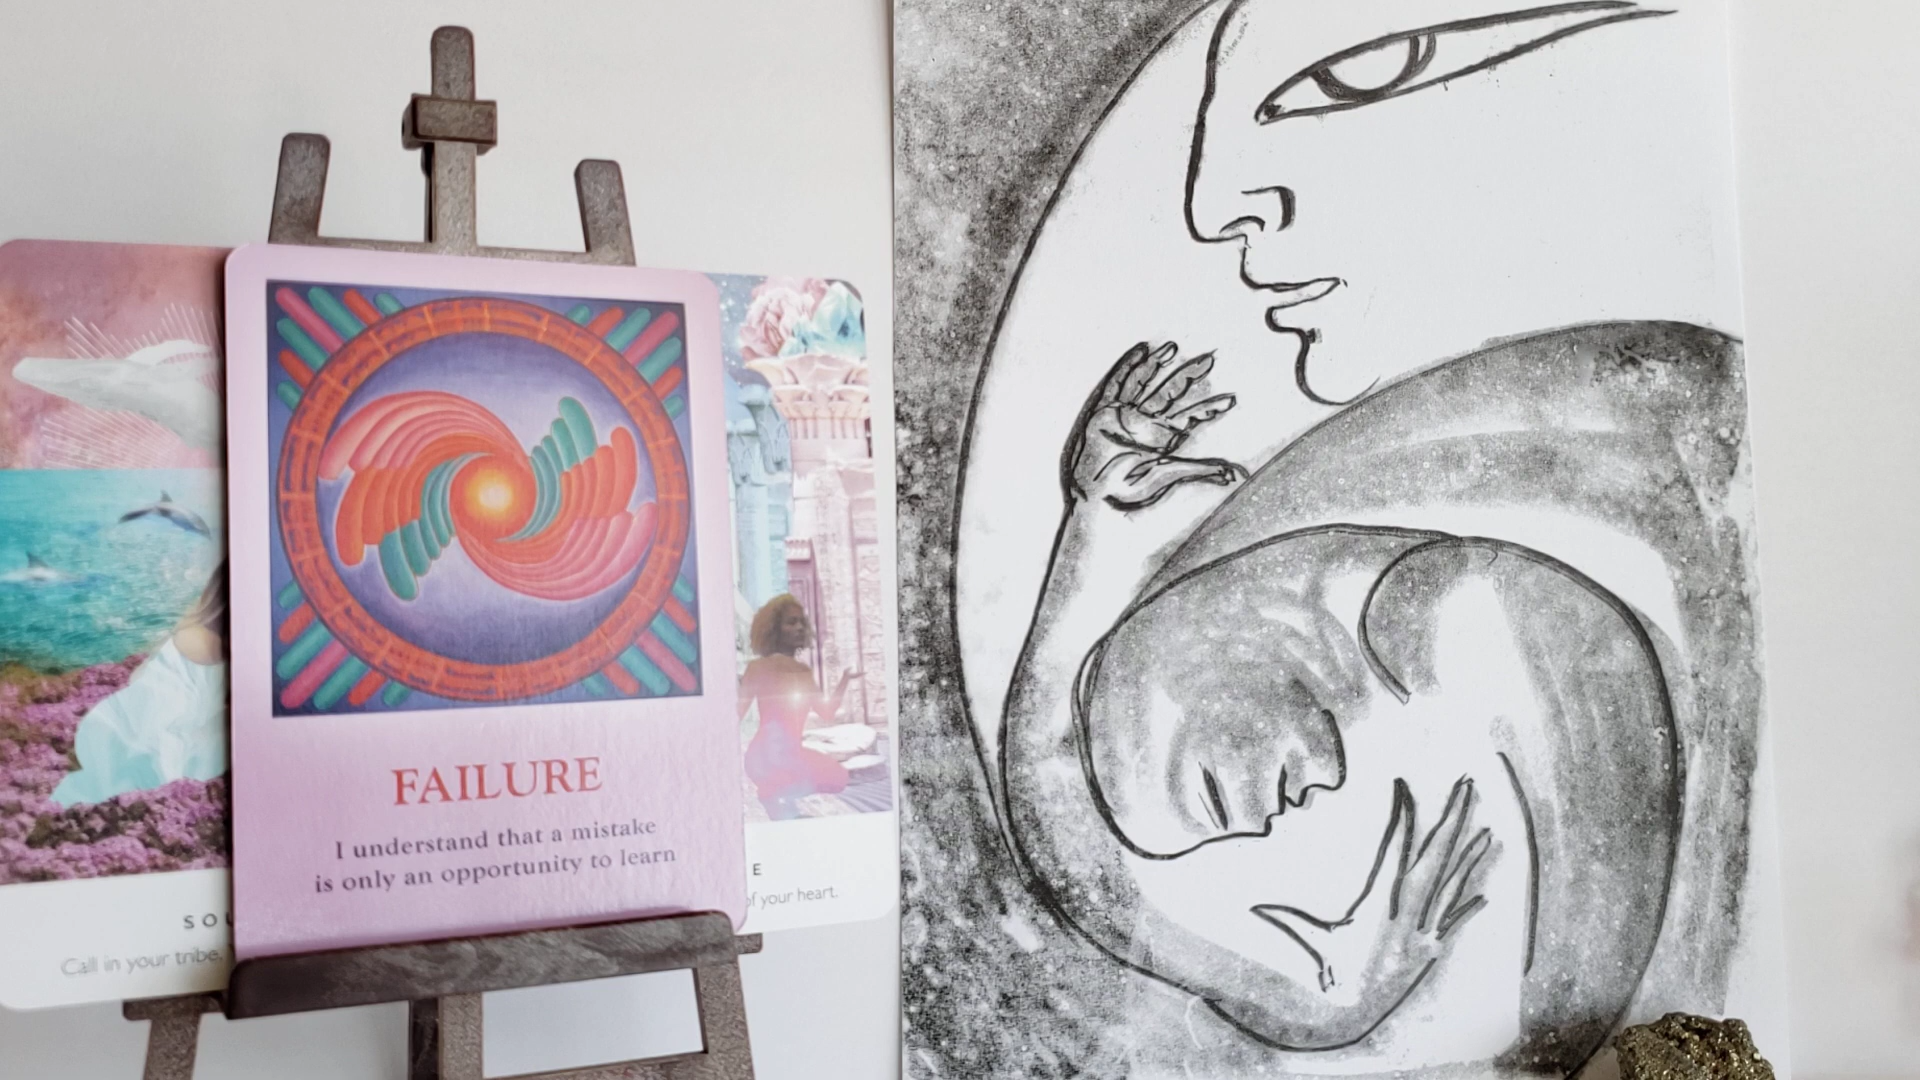 FAILURE
I understand that a mistake
is only an opportunity to learn
SOU
Call in your tribe.
E
of your heart.